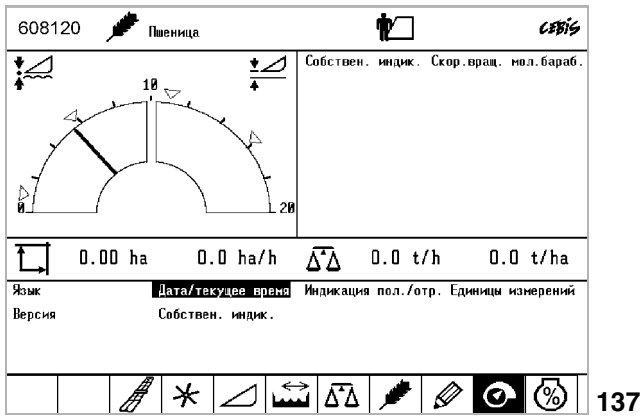 608120 Пшеница CEBIS
Собствен. индик. Скор.вращ. мол.бараб.
10
0 20
0.00 ha 0.0 ha/h 0.0 t/h 0.0 t/ha
Язык Дата/текущее время Индикация пол./отр. Единицы измерений
Версия Собствен. индик.
%
137